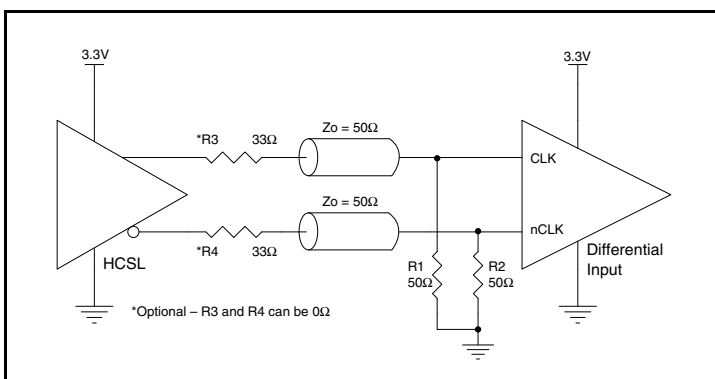 3.3V
3.3V
*R3 33Ω
Zo = 50Ω
CLK
Zo = 50Ω
nCLK
HCSL
*R4 33Ω
Differential
Input
R1
50Ω
R2
50Ω
*Optional – R3 and R4 can be 0Ω